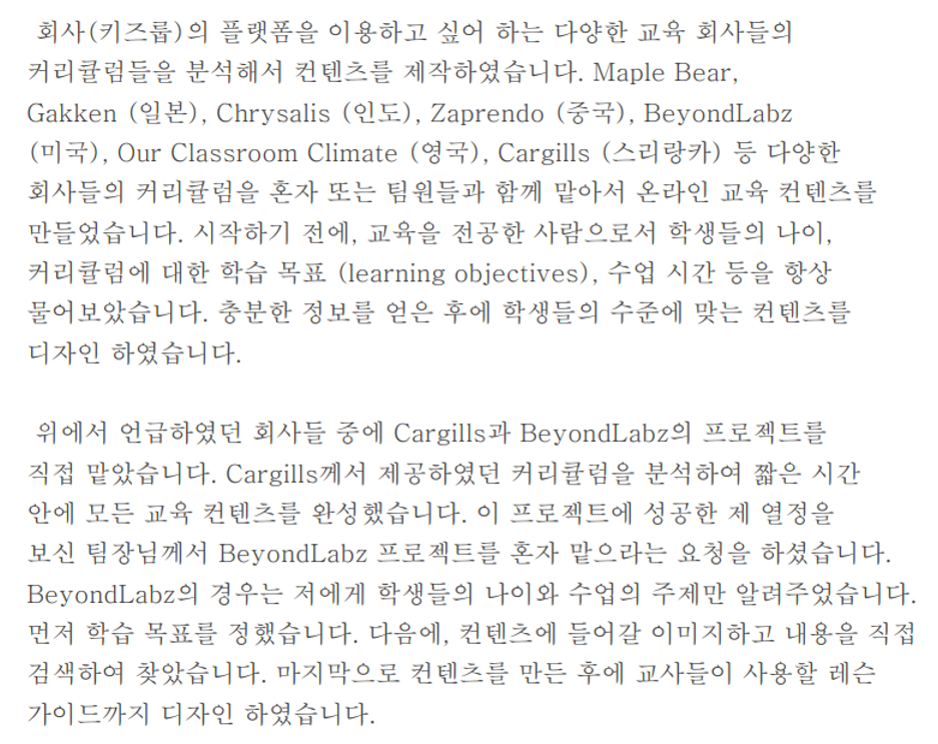 회사(키즈룹)의 플랫폼을 이용하고 싶어 하는 다양한 교육 회사들의
커리큘럼들을 분석해서 컨텐츠를 제작하였습니다. Maple Bear,
Gakken (일본), Chrysalis (인도), Zaprendo (중국), BeyondLabz
(미국), Our Classroom Climate (영국), Cargills (스리랑카) 등 다양한
회사들의 커리큘럼을 혼자 또는 팀원들과 함께 맡아서 온라인 교육 컨텐츠를
만들었습니다. 시작하기 전에, 교육을 전공한 사람으로서 학생들의 나이,
커리큘럼에 대한 학습 목표 (learning objectives), 수업 시간 등을 항상
물어보았습니다. 충분한 정보를 얻은 후에 학생들의 수준에 맞는 컨텐츠를
디자인 하였습니다.
위에서 언급하였던 회사들 중에 Cargills과 BeyondLabz의 프로젝트를
직접 맡았습니다. Cargills께서 제공하였던 커리큘럼을 분석하여 짧은 시간
안에 모든 교육 컨텐츠를 완성했습니다. 이 프로젝트에 성공한 제 열정을
보신 팀장님께서 BeyondLabz 프로젝트를 혼자 맡으라는 요청을 하셨습니다.
BeyondLabz의 경우는 저에게 학생들의 나이와 수업의 주제만 알려주었습니다.
먼저 학습 목표를 정했습니다. 다음에, 컨텐츠에 들어갈 이미지하고 내용을 직접
검색하여 찾았습니다. 마지막으로 컨텐츠를 만든 후에 교사들이 사용할 레슨
가이드까지 디자인 하였습니다.